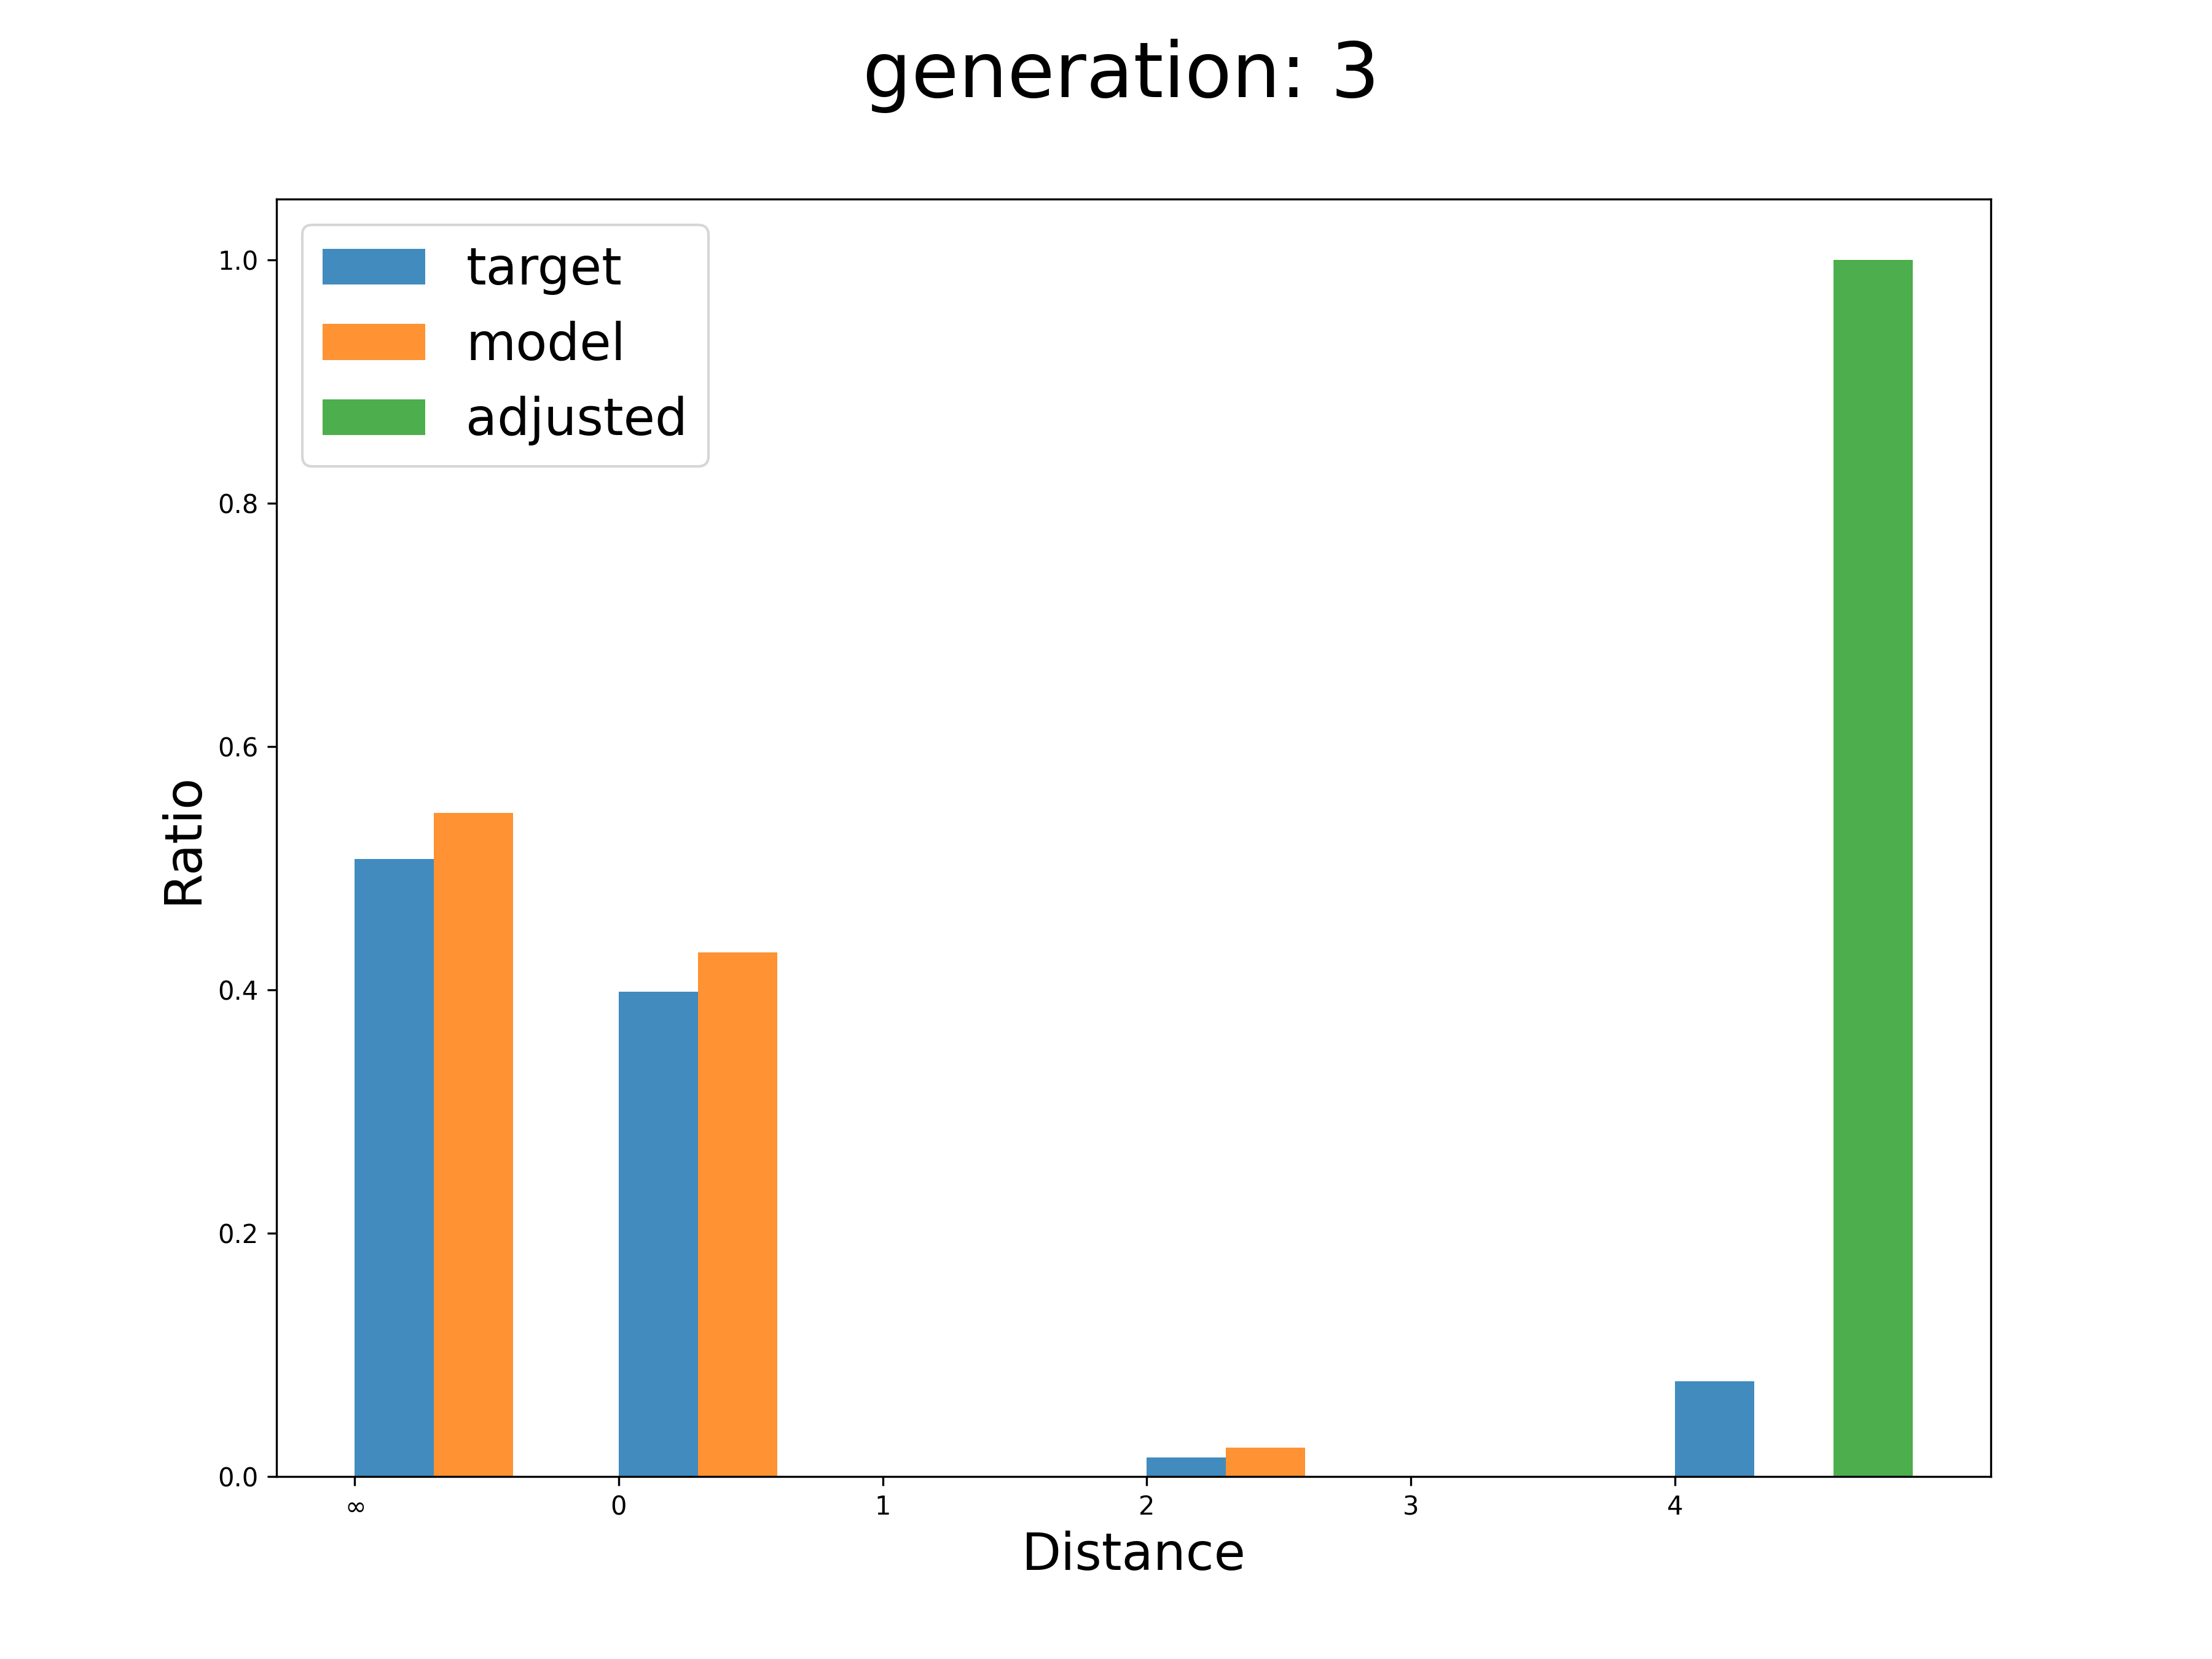 generation: 3
target
model
adjusted
1.0
0.8
0.6
0.4
0.2
0.0
Ratio
∞ 0 1 2 3 4
Distance